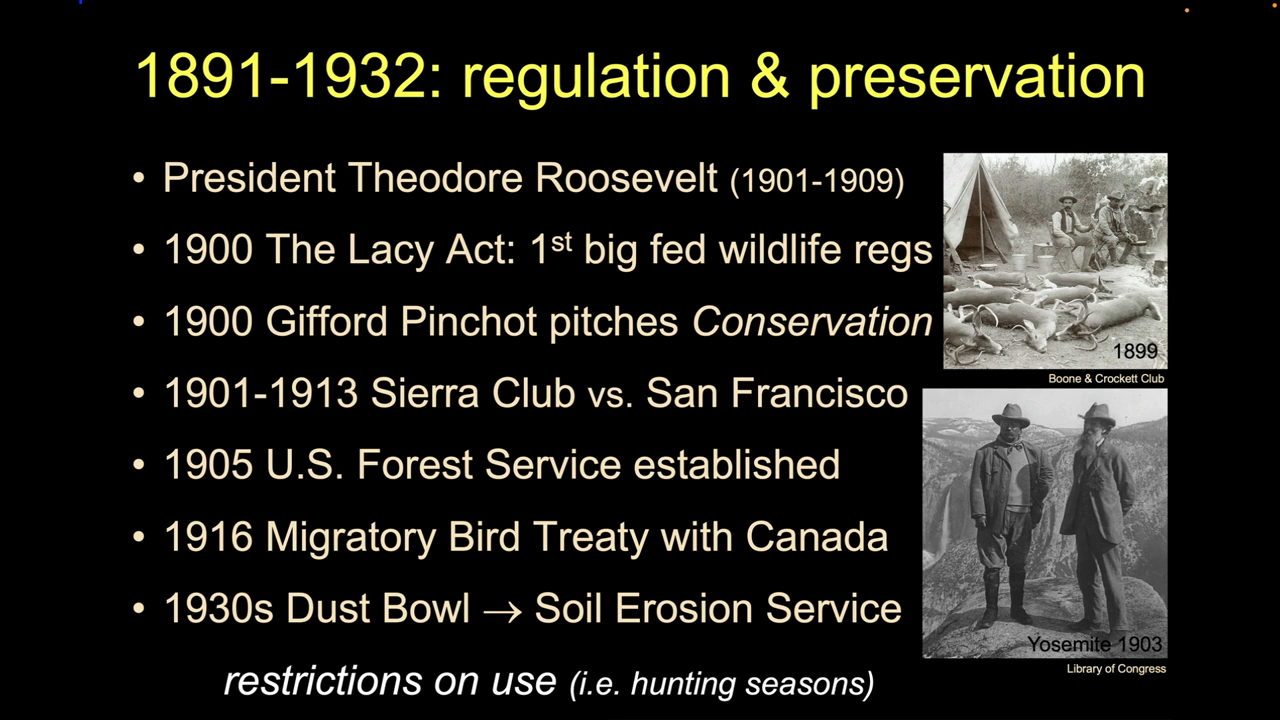 1891-1932: regulation & preservation
• President Theodore Roosevelt (1901-1909)
• 1900 The Lacy Act: 1st big fed wildlife regs
• 1900 Gifford Pinchot pitches Conservation
• 1901-1913 Sierra Club vs. San Francisco
• 1905 U.S. Forest Service established
• 1916 Migratory Bird Treaty with Canada
• 1930s Dust Bowl → Soil Erosion Service
restrictions on use (i.e. hunting seasons)
1899
Boone & Crockett Club
Yosemite 1903
Library of Congress